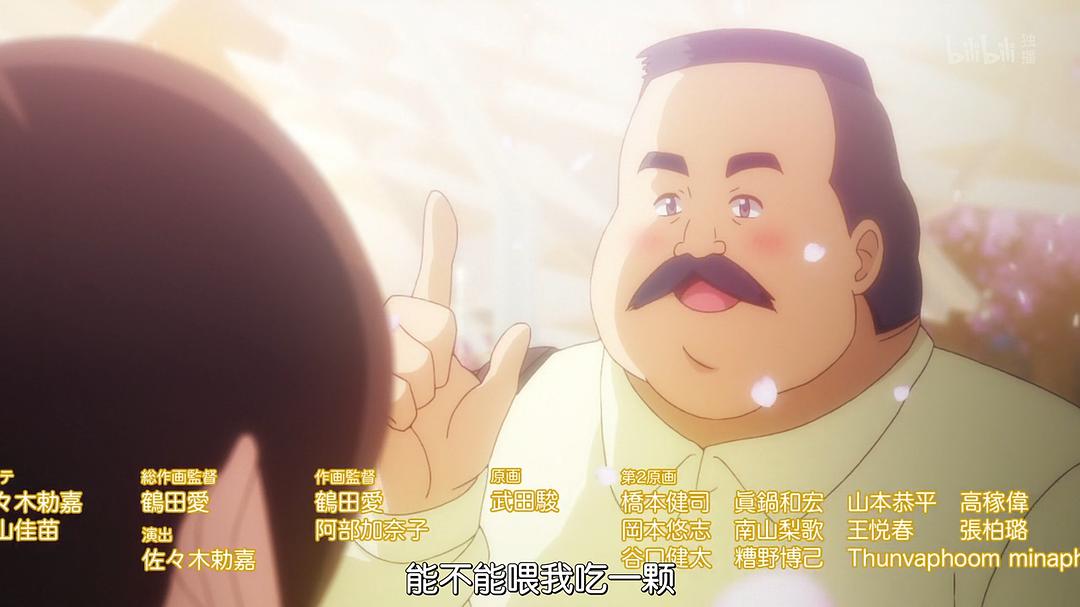 bilibili 独播
テ
々木勅嘉
山佳苗
総作画監督
鶴田愛
演出
佐々木勅嘉
作画監督
鶴田愛
阿部加奈子
原画
武田駿
第2原画
橋本健司 眞鍋和宏 山本恭平 高稼偉
岡本悠志 南山梨歌 王悦春 張柏璐
谷口健太 糟野博己 Thunvaphoom minaph
能不能喂我吃一颗